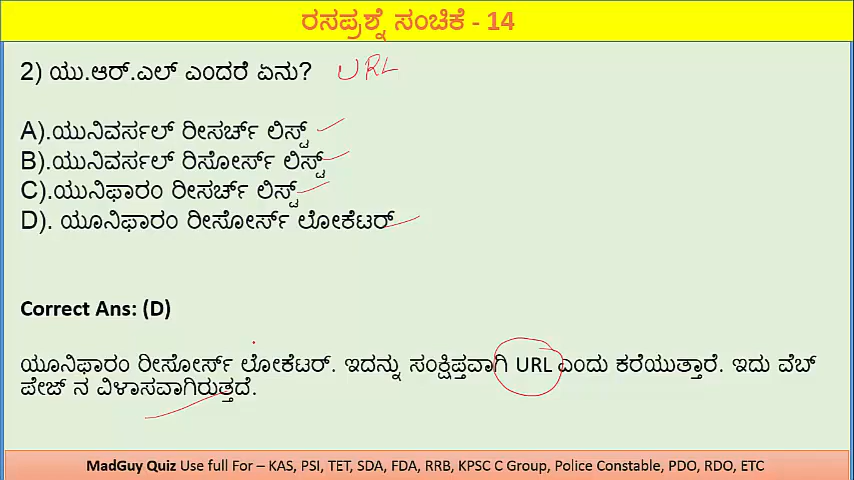 ರಸಪ್ರಶ್ನೆ ಸಂಚಿಕೆ - 14
2) ಯು.ಆರ್.ಎಲ್ ಎಂದರೆ ಏನು? URL
A).ಯುನಿವರ್ಸಲ್ ರೀಸರ್ಚ್ ಲಿಸ್ಟ್
B).ಯುನಿವರ್ಸಲ್ ರಿಸೋರ್ಸ್ ಲಿಸ್ಟ್
C).ಯುನಿಫಾರಂ ರೀಸರ್ಚ್ ಲಿಸ್ಟ್
D). ಯೂನಿಫಾರಂ ರೀಸೋರ್ಸ್ ಲೋಕೆಟರ್
Correct Ans: (D)
ಯೂನಿಫಾರಂ ರೀಸೋರ್ಸ್ ಲೋಕೆಟರ್. ಇದನ್ನು ಸಂಕ್ಷಿಪ್ತವಾಗಿ URL ಎಂದು ಕರೆಯುತ್ತಾರೆ. ಇದು ವೆಬ್
ಪೇಜ್ ನ ವಿಳಾಸವಾಗಿರುತ್ತದೆ.
MadGuy Quiz Use full For – KAS, PSI, TET, SDA, FDA, RRB, KPSC C Group, Police Constable, PDO, RDO, ETC